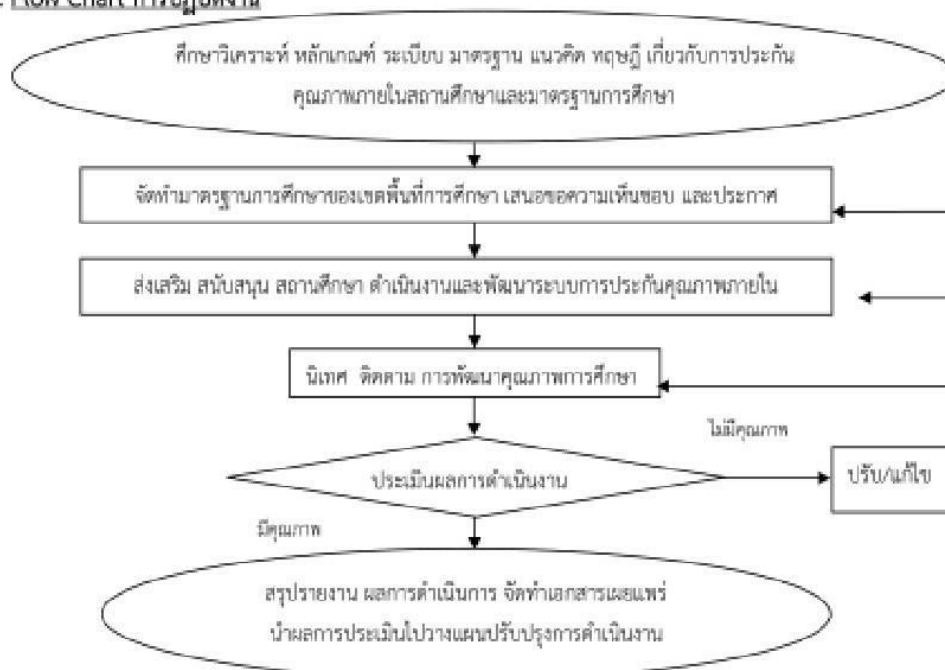 Flow Chart การปฏิบัติงาน
ศึกษาวิเคราะห์ หลักเกณฑ์ ระเบียบ มาตรฐาน แนวคิด ทฤษฎี เกี่ยวกับการประกัน
คุณภาพภายในสถานศึกษาและมาตรฐานการศึกษา
จัดทำมาตรฐานการศึกษาของเขตพื้นที่การศึกษา เสนอขอความเห็นชอบ และประกาศ
ส่งเสริม สนับสนุน สถานศึกษา ดำเนินงานและพัฒนาระบบการประกันคุณภาพภายใน
นิเทศ ติดตาม การพัฒนาคุณภาพการศึกษา
ไม่มีคุณภาพ
ประเมินผลการดำเนินงาน
ปรับ/แก้ไข
มีคุณภาพ
สรุปรายงาน ผลการดำเนินการ จัดทำเอกสารเผยแพร่
นำผลการประเมินไปวางแผนปรับปรุงการดำเนินงาน